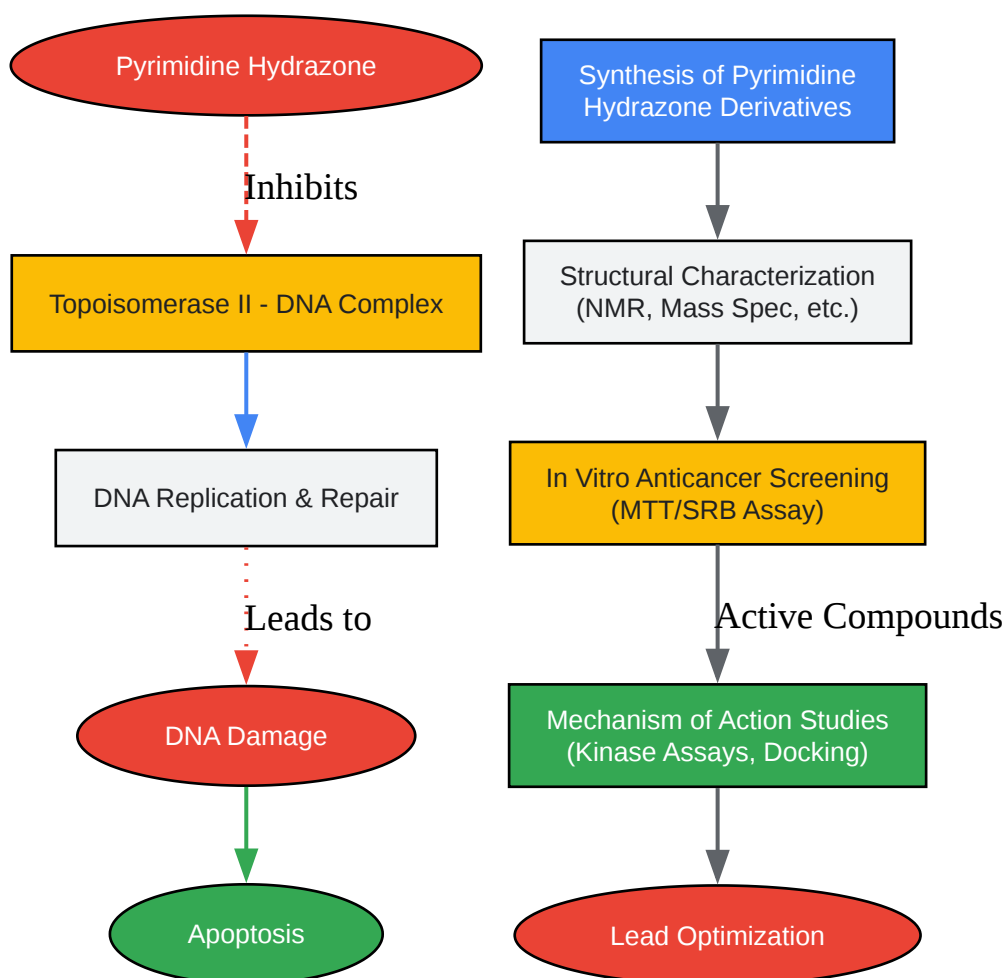 Pyrimidine Hydrazone
Inhibits
Topoisomerase II - DNA Complex
DNA Replication & Repair
Leads to
DNA Damage
Apoptosis
Synthesis of Pyrimidine
Hydrazone Derivatives
Structural Characterization
(NMR, Mass Spec, etc.)
In Vitro Anticancer Screening
(MTT/SRB Assay)
Active Compounds
Mechanism of Action Studies
(Kinase Assays, Docking)
Lead Optimization